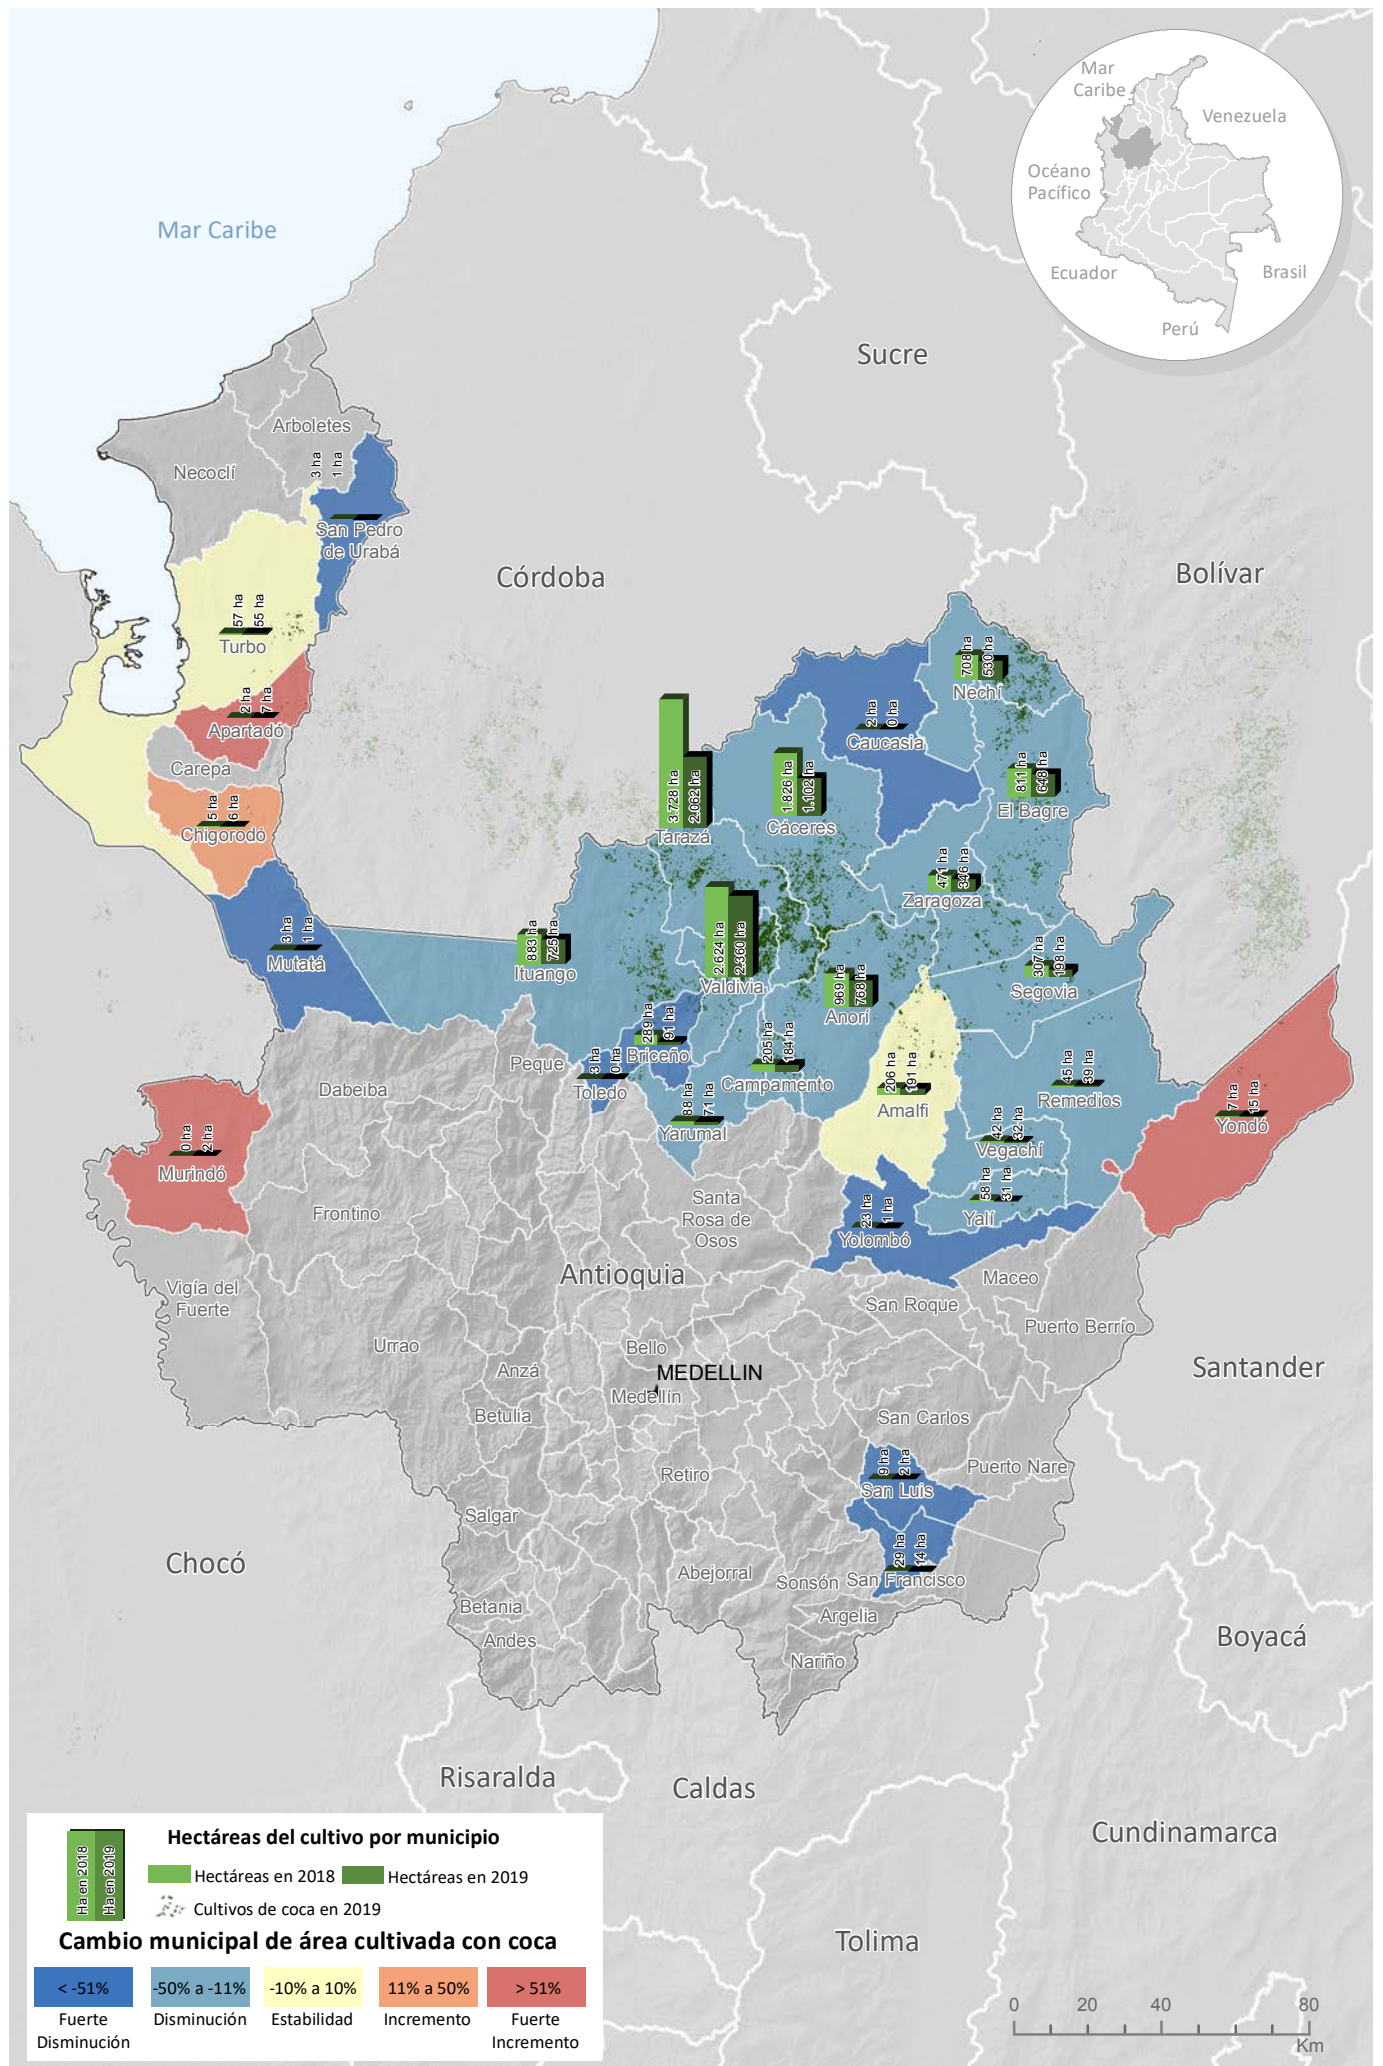 Mar
Caribe
Venezuela
Océano
Pacífico
Ecuador
Brasil
Perú
Mar Caribe
Sucre
Arboletes
Necoclí
3 ha
1 ha
San Pedro
de Urabá
Córdoba
Bolívar
57 ha
55 ha
Turbo
708 ha
530 ha
Nechí
2 ha
7 ha
Apartadó
2 ha
0 ha
Caucasia
Carepa
3.728 ha
2.062 ha
Tarazá
1.826 ha
1.102 ha
Cáceres
811 ha
648 ha
El Bagre
5 ha
6 ha
Chigorodó
471 ha
346 ha
Zaragoza
3 ha
1 ha
Mutatá
883 ha
725 ha
Ituango
2.624 ha
2.360 ha
Valdivia
969 ha
768 ha
Anorí
307 ha
198 ha
Segovia
289 ha
91 ha
Briceño
Peque
3 ha
0 ha
Toledo
205 ha
184 ha
Campamento
206 ha
191 ha
Amalfi
45 ha
39 ha
Remedios
Dabeiba
88 ha
71 ha
Yarumal
42 ha
32 ha
Vegachí
7 ha
15 ha
Yondó
0 ha
2 ha
Murindó
58 ha
31 ha
Yalí
Santa
Rosa de
Osos
23 ha
1 ha
Yolombó
Frontino
Antioquia
Maceo
Vigía del
Fuerte
San Roque
Puerto Berrío
Urrao
Bello
Anzá
MEDELLIN
Medellín
Santander
Betulia
San Carlos
9 ha
2 ha
San Luis
Puerto Nare
Retiro
Salgar
Chocó
29 ha
14 ha
San Francisco
Abejorral
Sonsón
Betania
Argelia
Andes
Nariño
Boyacá
Risaralda
Caldas
Cundinamarca
Tolima
Hectáreas del cultivo por municipio
Ha en 2018
Ha en 2019
Hectáreas en 2018
Hectáreas en 2019
Cultivos de coca en 2019
Cambio municipal de área cultivada con coca
< -51%
-50% a -11%
-10% a 10%
11% a 50%
> 51%
Fuerte
Disminución
Disminución
Estabilidad
Incremento
Fuerte
Incremento
0
20
40
80
Km